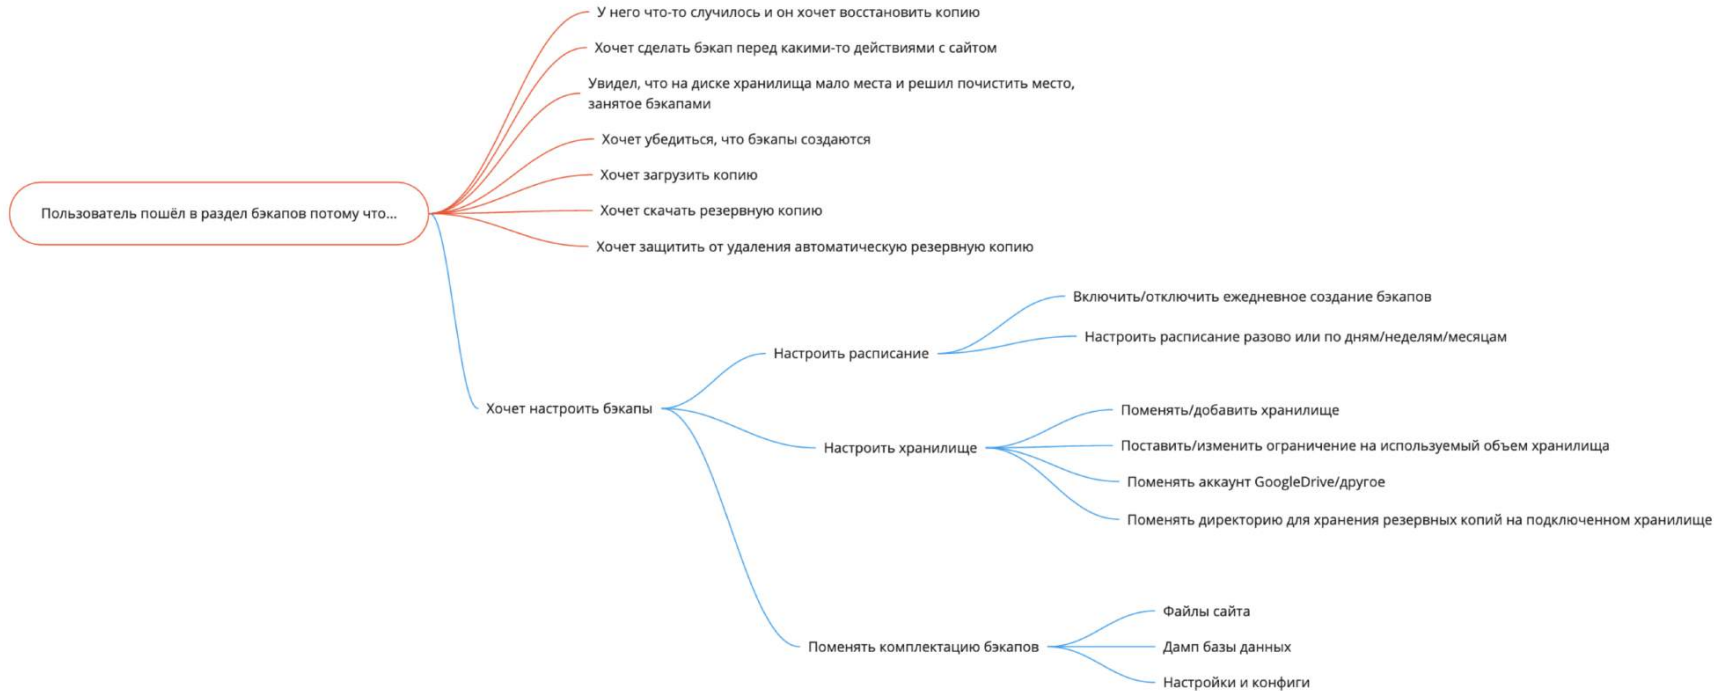 У него что-то случилось и он хочет восстановить копию
Хочет сделать бэкап перед какими-то действиями с сайтом
Увидел, что на диске хранилища мало места и решил почистить место,
занятое бэкапами
Хочет убедиться, что бэкапы создаются
Хочет загрузить копию
Пользователь пошёл в раздел бэкапов потому что...
Хочет скачать резервную копию
Хочет защитить от удаления автоматическую резервную копию
Включить/отключить ежедневное создание бэкапов
Настроить расписание разово или по дням/неделям/месяцам
Настроить расписание
Хочет настроить бэкапы
Поменять/добавить хранилище
Поставить/изменить ограничение на используемый объем хранилища
Настроить хранилище
Поменять аккаунт GoogleDrive/другое
Поменять директорию для хранения резервных копий на подключенном хранилище
Файлы сайта
Поменять комплектацию бэкапов
Дамп базы данных
Настройки и конфиги